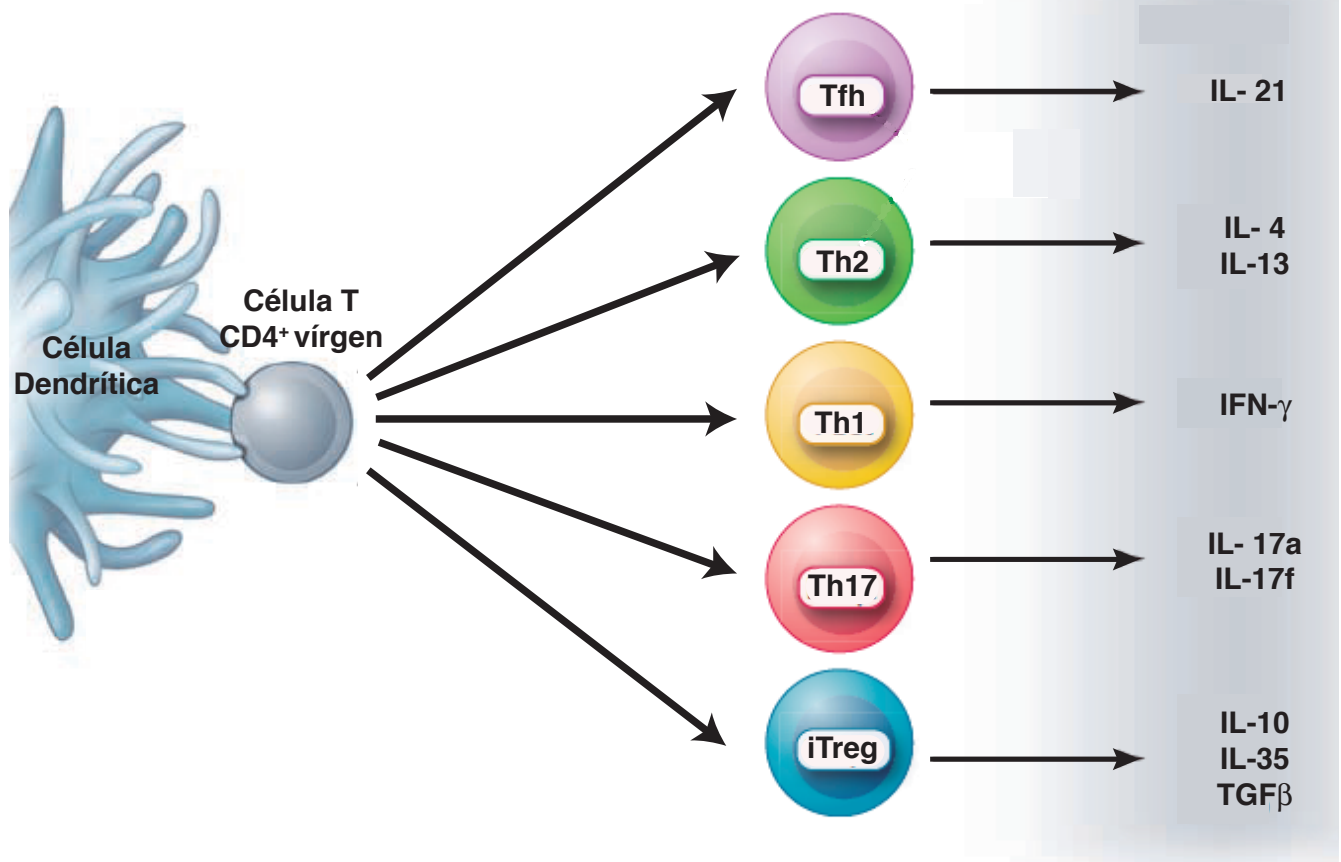 Célula
Dendrítica
Célula T
CD4⁺ vírgen
Tfh
IL- 21
Th2
IL- 4
IL-13
Th1
IFN-γ
Th17
IL- 17a
IL-17f
iTreg
IL-10
IL-35
TGFβ